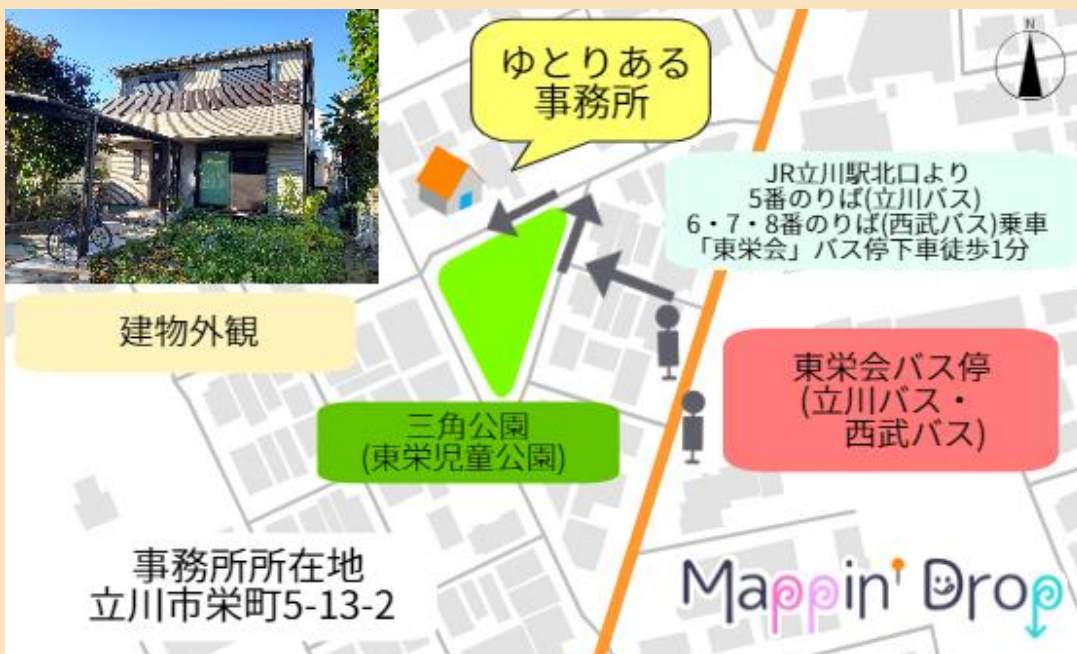 ゆとりある
事務所
N
JR立川駅北口より
5番のりば(立川バス)
6・7・8番のりば(西武バス)乗車
「東栄会」バス停下車徒歩1分
建物外観
東栄会バス停
(立川バス・
西武バス)
三角公園
(東栄児童公園)
事務所所在地
立川市栄町5-13-2
Mappin' Drop